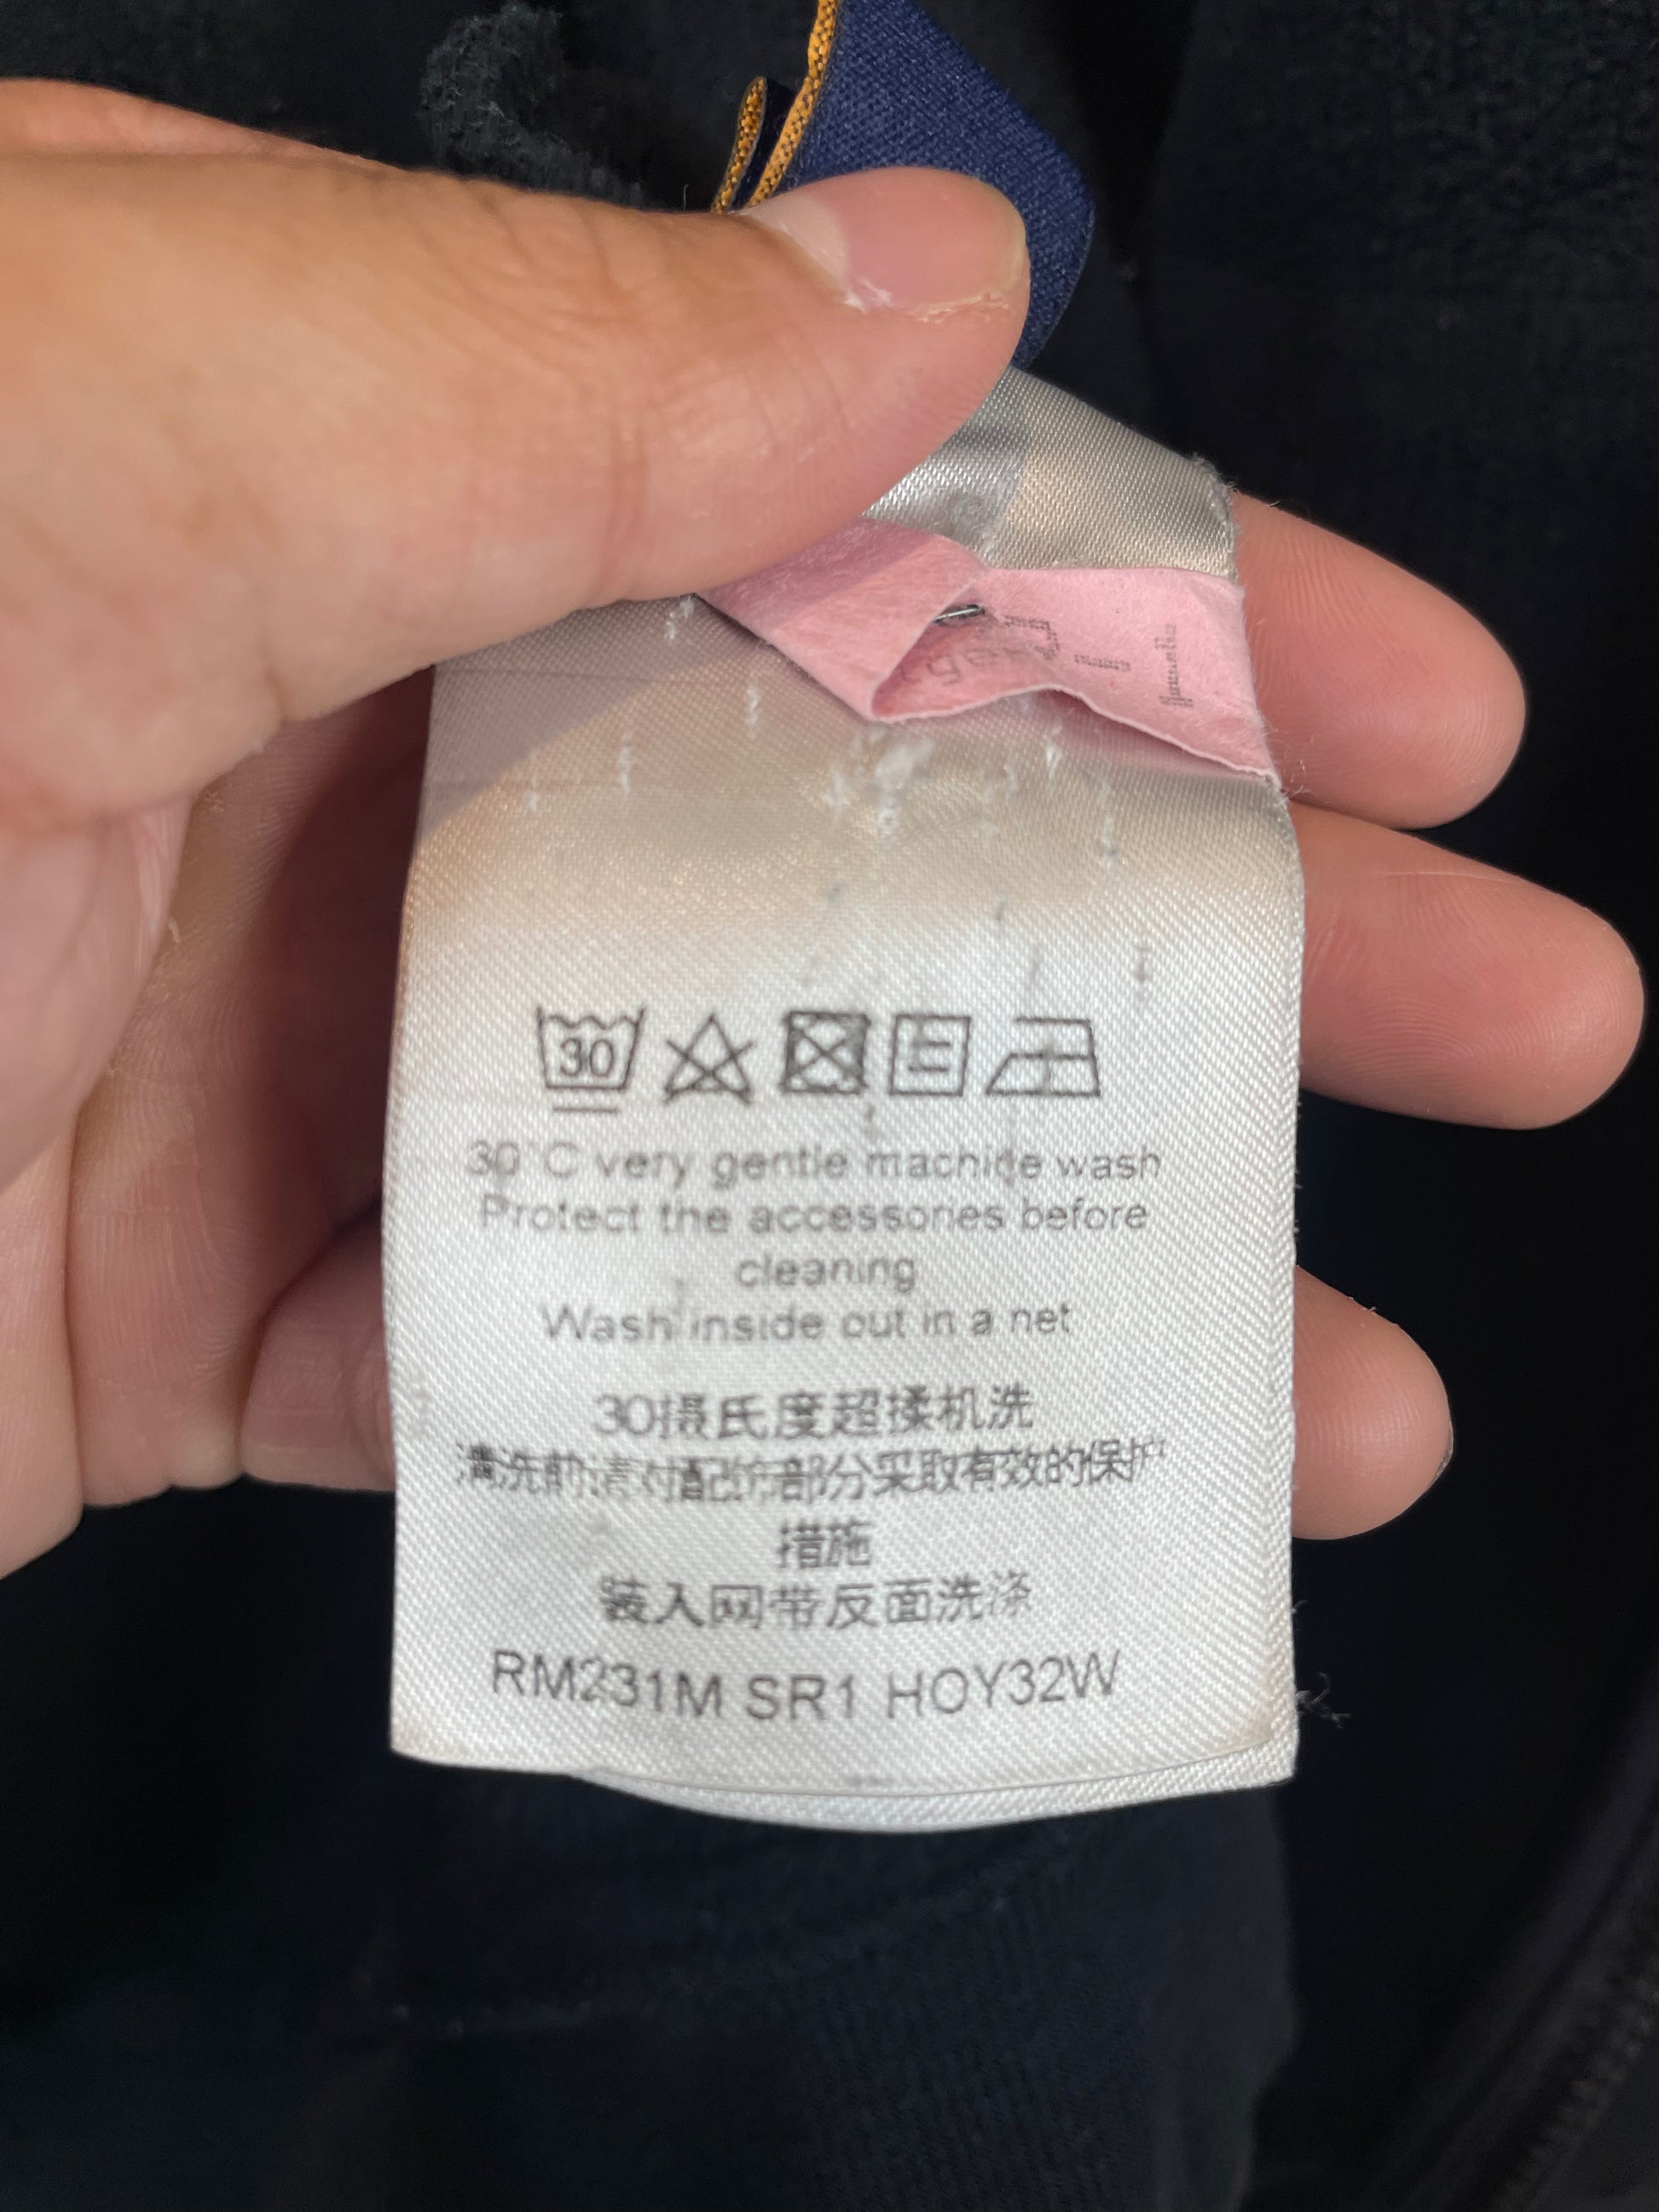 30
30°C very gentle machine wash
Protect the accessories before
cleaning
Wash inside out in a net
30摄氏度超揉机洗
清洗前请对配饰部分采取有效的保护
措施
装入网带反面洗涤
RM231M SR1 HOY32W